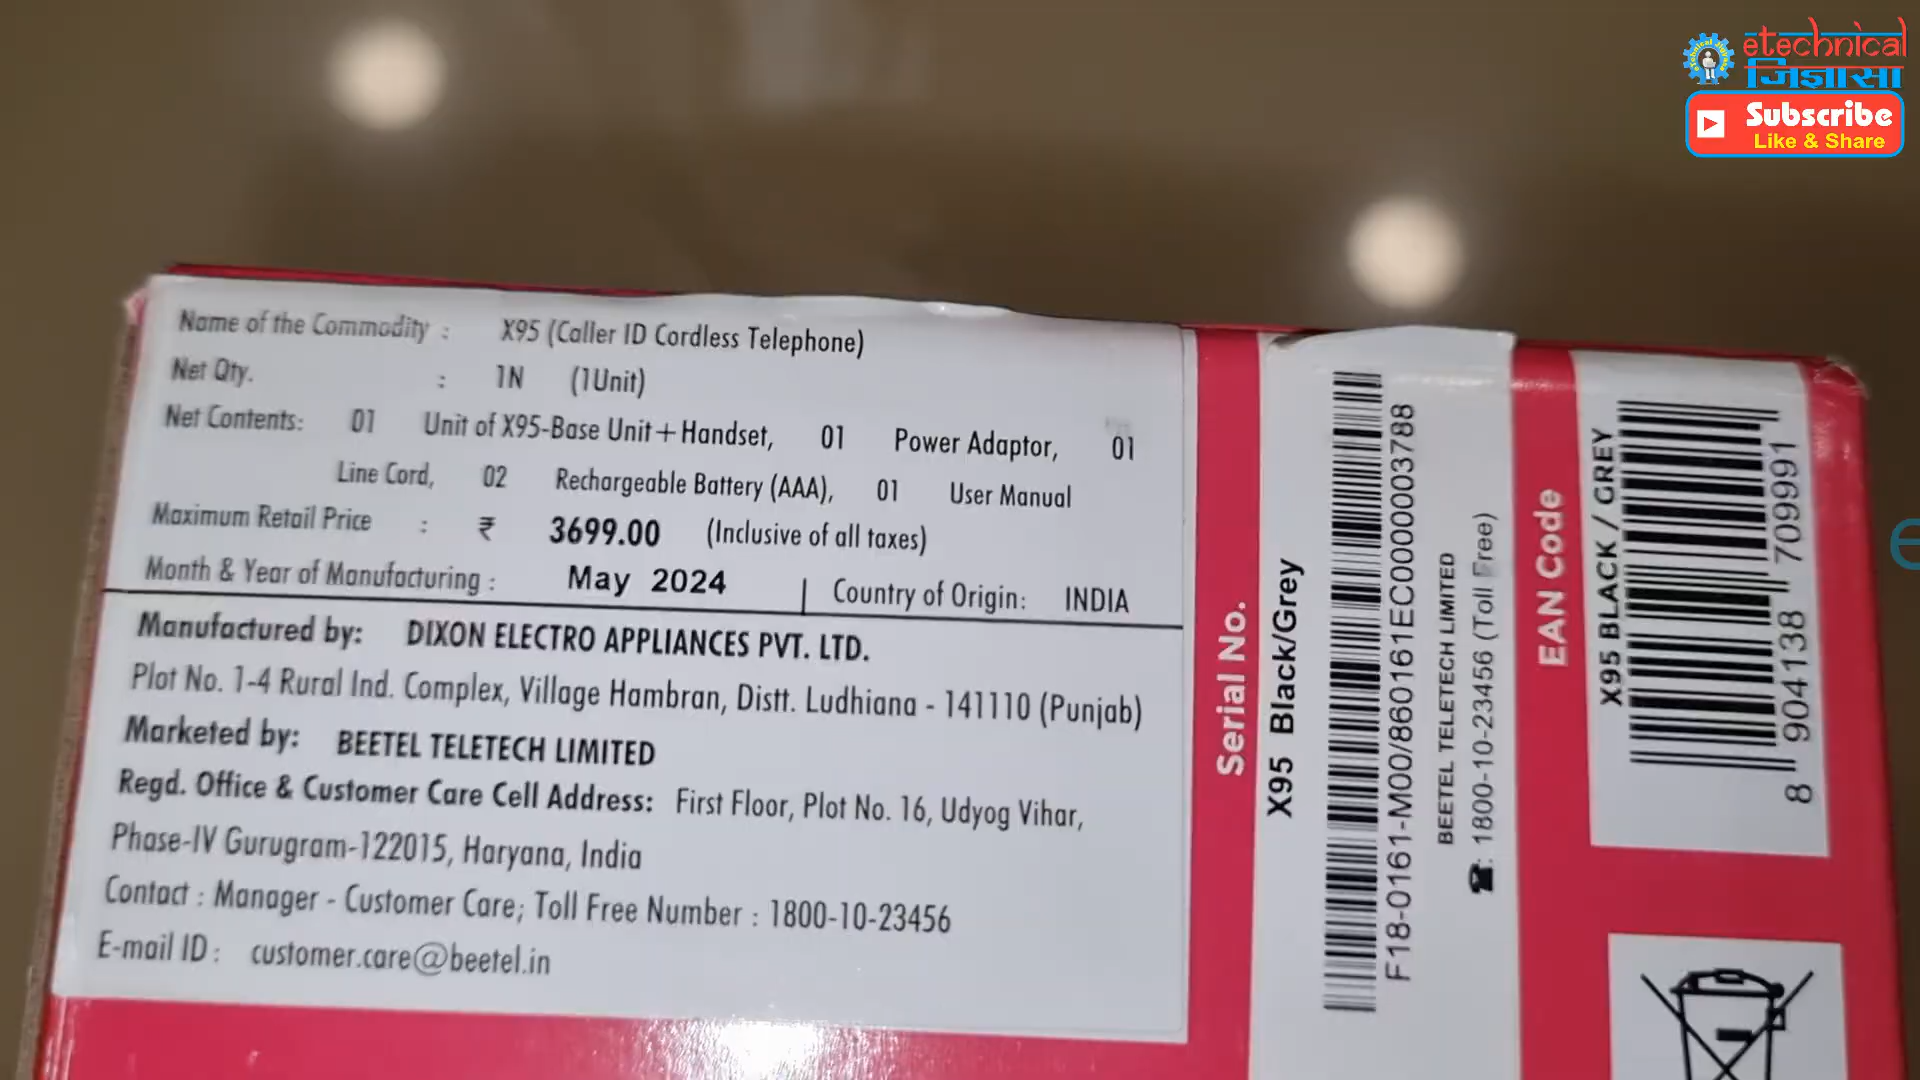 etechnical
जिज्ञासा
Subscribe
Like & Share
Name of the Commodity : X95 (Caller ID Cordless Telephone)
Net Qty. : 1N (1Unit)
Net Contents: 01 Unit of X95-Base Unit+Handset, 01 Power Adaptor, 01
Line Cord, 02 Rechargeable Battery (AAA), 01 User Manual
Maximum Retail Price : ₹ 3699.00 (Inclusive of all taxes)
Month & Year of Manufacturing : May 2024 | Country of Origin: INDIA
Manufactured by: DIXON ELECTRO APPLIANCES PVT. LTD.
Plot No. 1-4 Rural Ind. Complex, Village Hambran, Distt. Ludhiana - 141110 (Punjab)
Marketed by: BEETEL TELETECH LIMITED
Regd. Office & Customer Care Cell Address: First Floor, Plot No. 16, Udyog Vihar,
Phase-IV Gurugram-122015, Haryana, India
Contact : Manager - Customer Care; Toll Free Number : 1800-10-23456
E-mail ID : customer.care@beetel.in
Serial No.
X95 Black/Grey
F18-0161-M00/860161EC000003788
BEETEL TELETECH LIMITED
☎: 1800-10-23456 (Toll Free)
EAN Code
X95 BLACK / GREY
8 904138 709991